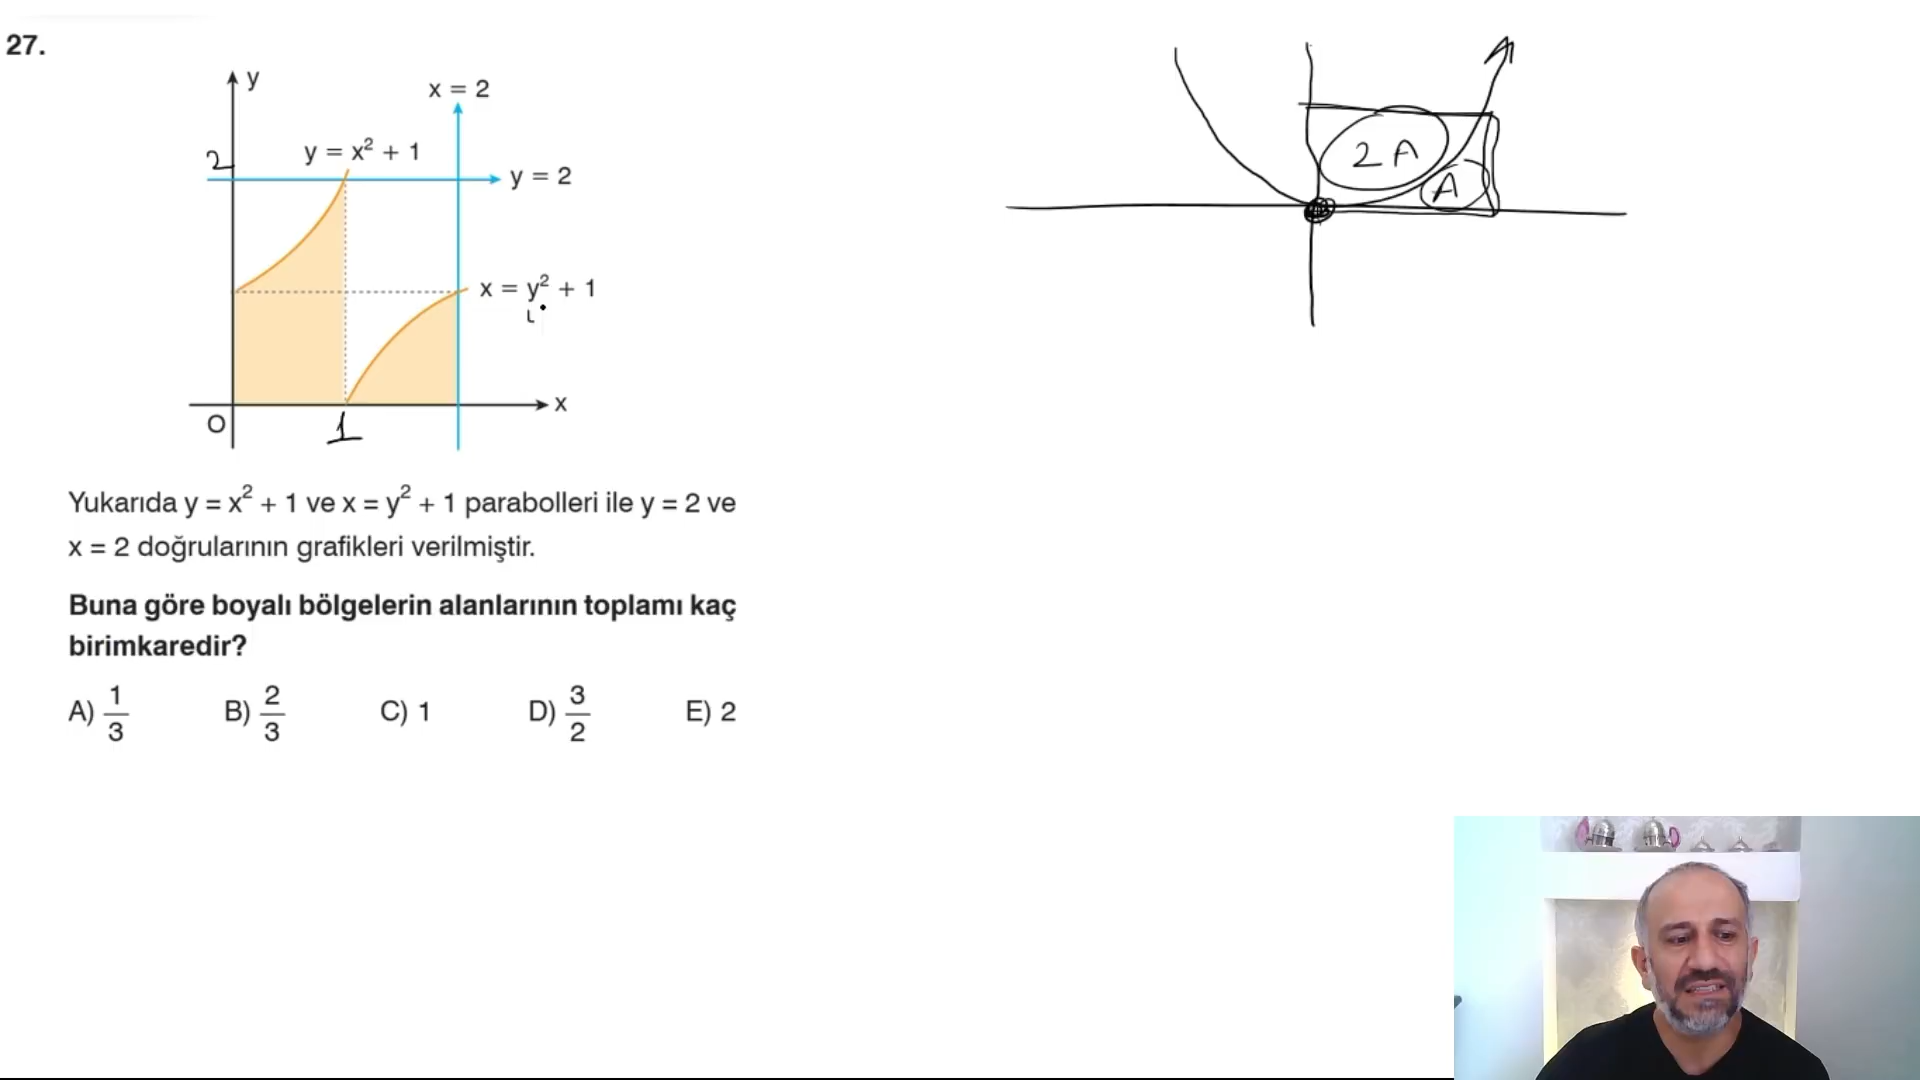 27.
y
x = 2
2
y = x² + 1
y = 2
x = y² + 1
O
1
x
2A
A
Yukarıda y = x² + 1 ve x = y² + 1 parabolleri ile y = 2 ve
x = 2 doğrularının grafikleri verilmiştir.
Buna göre boyalı bölgelerin alanlarının toplamı kaç
birimkaredir?
A) 1/3 B) 2/3 C) 1 D) 3/2 E) 2